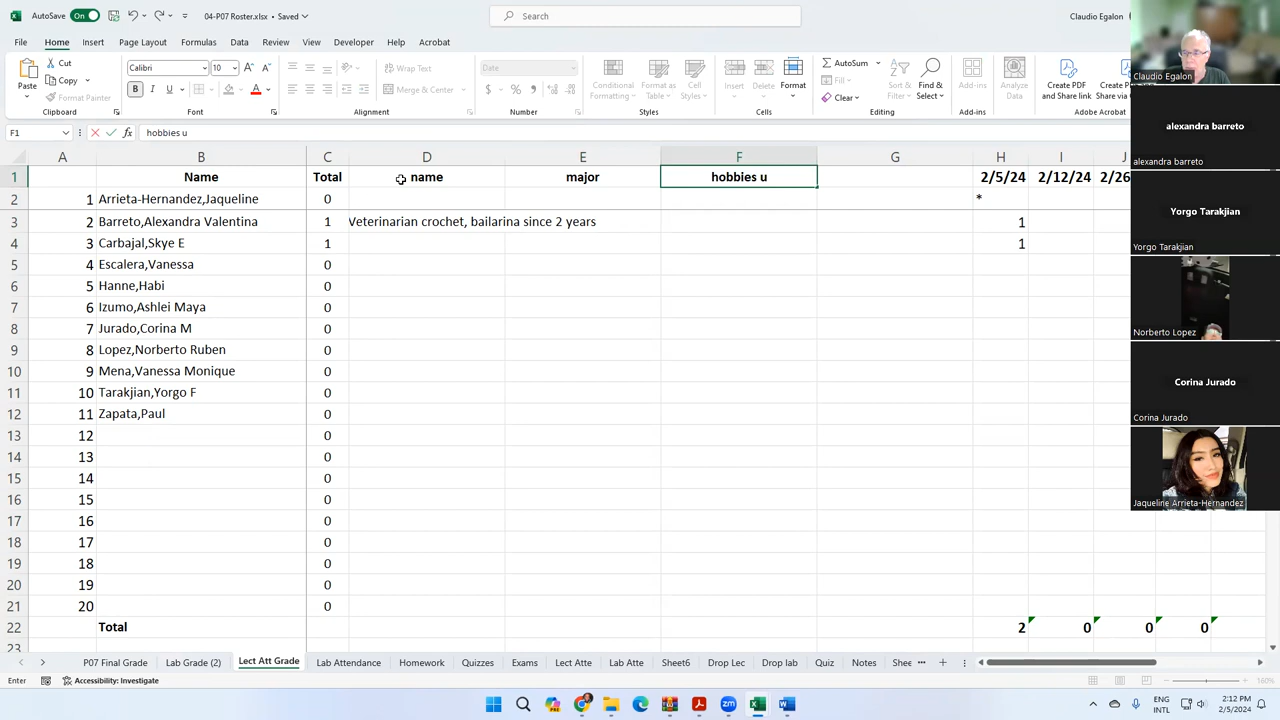 AutoSave On 04-P07 Roster.xlsx • Saved Search Claudio Egalon
File Home Insert Page Layout Formulas Data Review View Developer Help Acrobat
Paste Cut Copy Format Painter
Calibri 10
Wrap Text Merge
Date
Conditional Formatting Format as Table Cell Styles
Insert Delete Format
AutoSum Clear
Sort & Filter Find & Select
Add-ins
Analyze Data
Create PDF and Share link
Create PDF and Share via
Clipboard Font Alignment Number Styles Cells Editing Add-ins Adobe Acrobat
F1 hobbies u
A B C D E F G H I J
1 Name Total name major hobbies u 2/5/24 2/12/24 2/26
2 1 Arrieta-Hernandez,Jaqueline 0 *
3 2 Barreto,Alexandra Valentina 1 Veterinarian crochet, bailarina since 2 years 1
4 3 Carbajal,Skye E 1 1
5 4 Escalera,Vanessa 0
6 5 Hanne,Habi 0
7 6 Izumo,Ashlei Maya 0
8 7 Jurado,Corina M 0
9 8 Lopez,Norberto Ruben 0
10 9 Mena,Vanessa Monique 0
11 10 Tarakjian,Yorgo F 0
12 11 Zapata,Paul 0
13 12 0
14 13 0
15 14 0
16 15 0
17 16 0
18 17 0
19 18 0
20 19 0
21 20 0
22 Total 2 0 0 0
23
P07 Final Grade Lab Grade (2) Lect Att Grade Lab Attendance Homework Quizzes Exams Lect Atte Lab Atte Sheet6 Drop Lec Drop lab Quiz Notes Shee
Enter Accessibility: Investigate 160%
ENG INTL 2:12 PM 2/5/2024
Claudio Egalon
alexandra barreto
alexandra barreto
Yorgo Tarakjian
Yorgo Tarakjian
Norberto Lopez
Corina Jurado
Corina Jurado
Jaqueline Arrieta-Hernandez